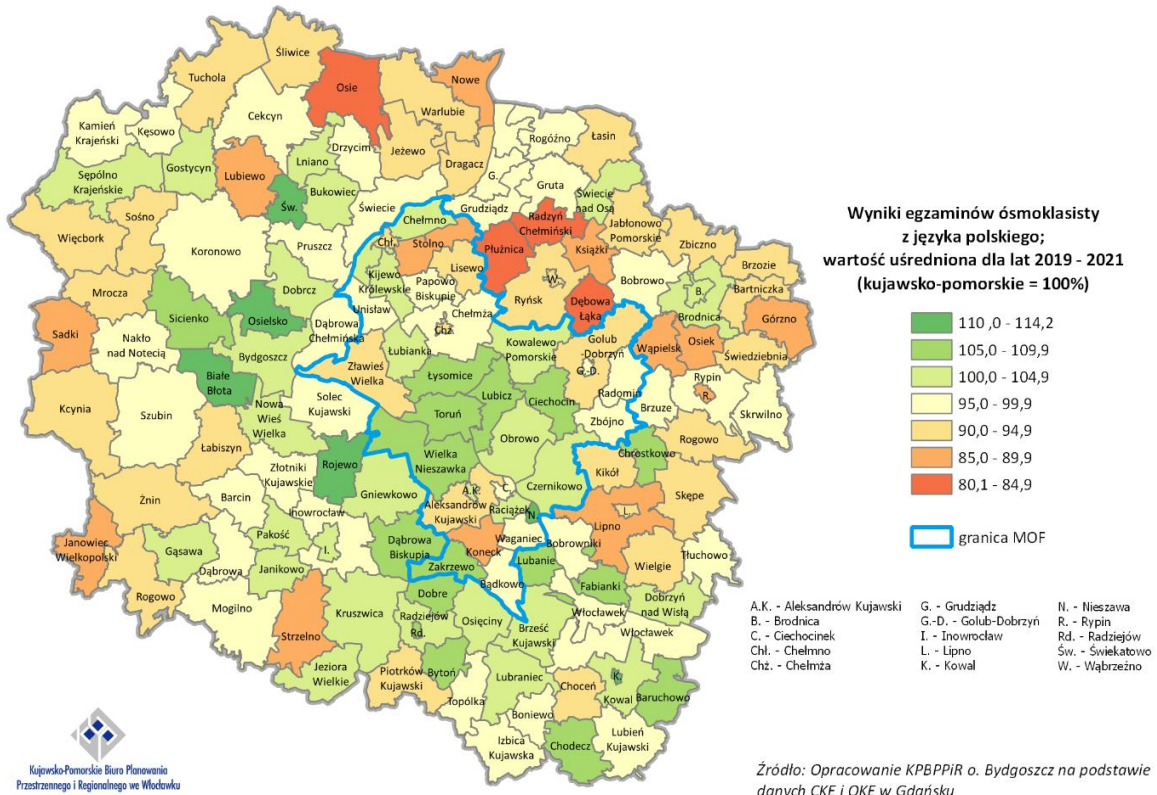 Śliwice
Tuchola
Osie
Nowe
Warlubie
Cekcyn
Kamień
Krajeński
Kęsowo
Rogóźno
Łasin
Drzycim
Jeżewo
Dragacz
G.
Gruta
Sępólno
Krajeńskie
Gostycyn
Lubiewo
Lniano
Bukowiec
Św.
Świecie
Chełmno
Grudziądz
Świecie
nad Osą
Radzyń
Chełmiński
Jabłonowo
Pomorskie
Sośno
Więcbork
Koronowo
Pruszcz
Chł.
Stolno
Płużnica
Książki
Zbiczno
Brzozie
Lisewo
W.
Bobrowo
Bartniczka
Kijewo
Królewskie
Papowo
Biskupie
Ryńsk
Dębowa
Łąka
B.
Brodnica
Mrocza
Dobrcz
Unisław
Chełmża
Chż.
Górzno
Sadki
Sicienko
Osielsko
Dąbrowa
Chełmińska
Golub
-Dobrzyń
G.-D.
Wąpielsk
Osiek
Świedziebnia
Nakło
nad Notecią
Bydgoszcz
Łubianka
Kowalewo
Pomorskie
Zławieś
Wielka
Łysomice
Rypin
R.
Białe
Błota
Radomin
Kcynia
Szubin
Nowa
Wieś
Wielka
Solec
Kujawski
Lubicz
Ciechocin
Brzuze
Skrwilno
Toruń
Zbójno
Łabiszyn
Obrowo
Rogowo
Wielka
Nieszawka
Chrostkowo
Rojewo
Złotniki
Kujawskie
Kikół
Czernikowo
Skępe
Żnin
Barcin
Gniewkowo
A.K.
C.
Raciążek
Aleksandrów
Kujawski
N.
Lipno
L.
Inowrocław
I.
Janowiec
Wielkopolski
Pakość
Dąbrowa
Biskupia
Koneck
Waganiec
Bobrowniki
Tłuchowo
Gąsawa
Dąbrowa
Janikowo
Zakrzewo
Lubanie
Wielgie
Bądkowo
Fabianki
Rogowo
Dobre
Dobrzyń
nad Wisłą
Mogilno
Kruszwica
Radziejów
Rd.
Osięciny
Włocławek
Strzelno
Brześć
Kujawski
Włocławek
Jeziora
Wielkie
Piotrków
Kujawski
Bytoń
Lubraniec
Choceń
K.
Kowal
Baruchowo
Topólka
Boniewo
Izbica
Kujawska
Chodecz
Lubień
Kujawski
Wyniki egzaminów ósmoklasisty
z języka polskiego;
wartość uśredniona dla lat 2019 - 2021
(kujawsko-pomorskie = 100%)
110 ,0 - 114,2
105,0 - 109,9
100,0 - 104,9
95,0 - 99,9
90,0 - 94,9
85,0 - 89,9
80,1 - 84,9
granica MOF
A.K. - Aleksandrów Kujawski
B. - Brodnica
C. - Ciechocinek
Chł. - Chełmno
Chż. - Chełmża
G. - Grudziądz
G.-D. - Golub-Dobrzyń
I. - Inowrocław
L. - Lipno
K. - Kowal
N. - Nieszawa
R. - Rypin
Rd. - Radziejów
Św. - Świekatowo
W. - Wąbrzeźno
Kujawsko-Pomorskie Biuro Planowania
Przestrzennego i Regionalnego we Włocławku
Źródło: Opracowanie KPBPPiR o. Bydgoszcz na podstawie
danych CKE i OKE w Gdańsku